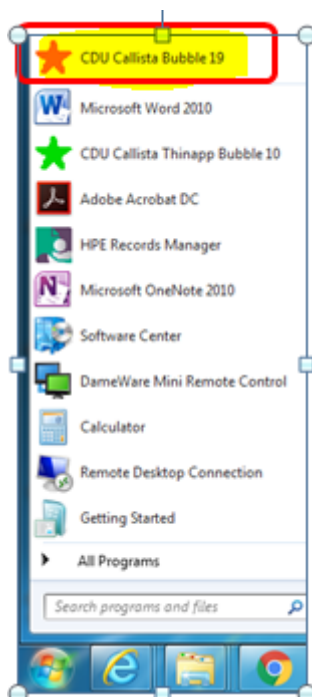 CDU Callista Bubble 19
Microsoft Word 2010
CDU Callista Thinapp Bubble 10
Adobe Acrobat DC
HPE Records Manager
Microsoft OneNote 2010
Software Center
DameWare Mini Remote Control
Calculator
Remote Desktop Connection
Getting Started
All Programs
Search programs and files